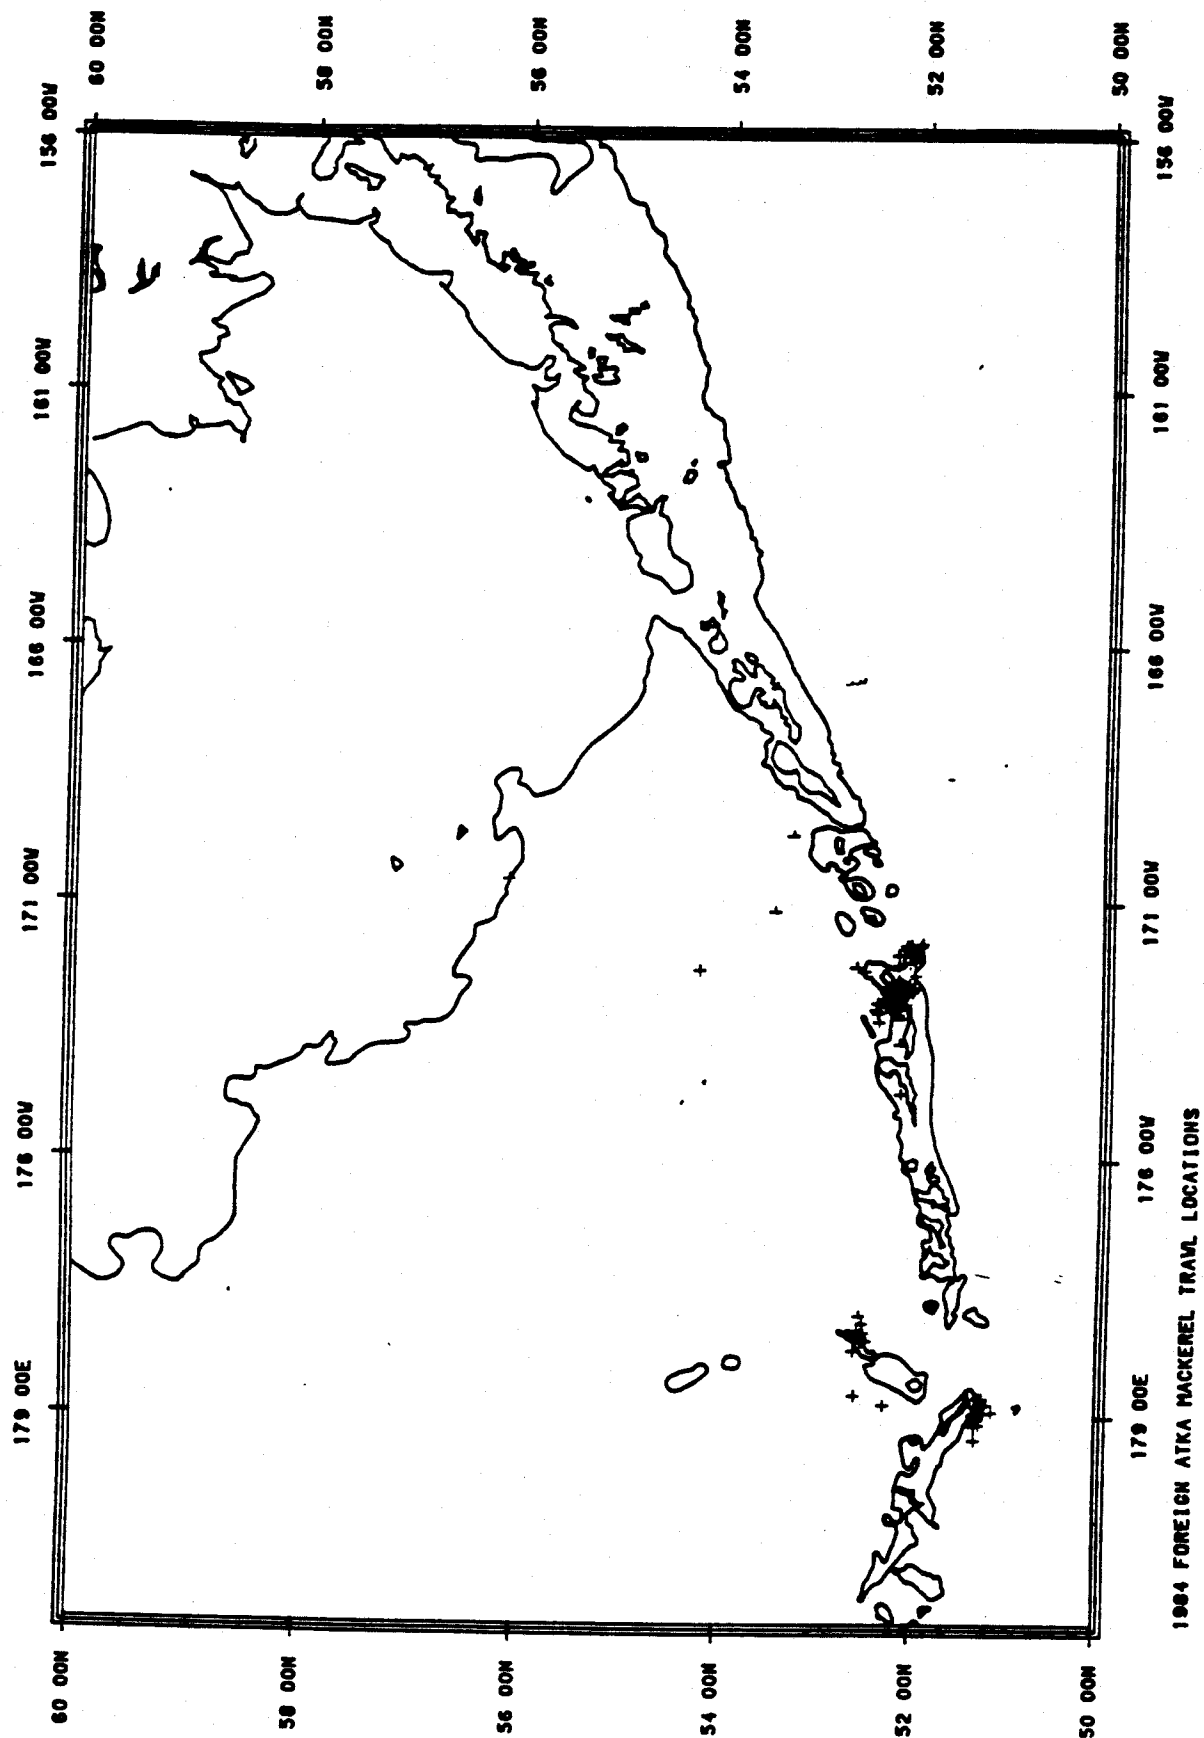 179 00E 176 00W 171 00W 166 00W 161 00W 156 00W
60 00N 60 00N
58 00N 58 00N
56 00N 56 00N
54 00N 54 00N
52 00N 52 00N
50 00N 50 00N
179 00E 176 00W 171 00W 166 00W 161 00W 156 00W
1984 FOREIGN ATKA MACKEREL TRAWL LOCATIONS